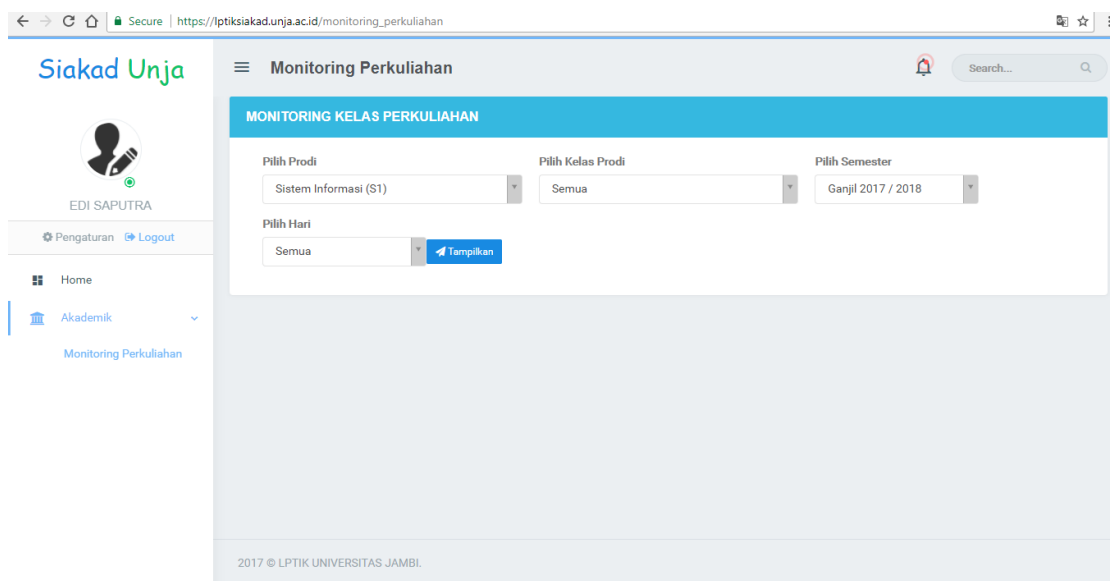 Secure | https://lptiksiakad.unja.ac.id/monitoring_perkuliahan
Siakad Unja
Monitoring Perkuliahan
Search...
MONITORING KELAS PERKULIAHAN
Pilih Prodi
Pilih Kelas Prodi
Pilih Semester
Sistem Informasi (S1)
Semua
Ganjil 2017 / 2018
Pilih Hari
Semua
Tampilkan
EDI SAPUTRA
Pengaturan
Logout
Home
Akademik
Monitoring Perkuliahan
2017 © LPTIK UNIVERSITAS JAMBI.